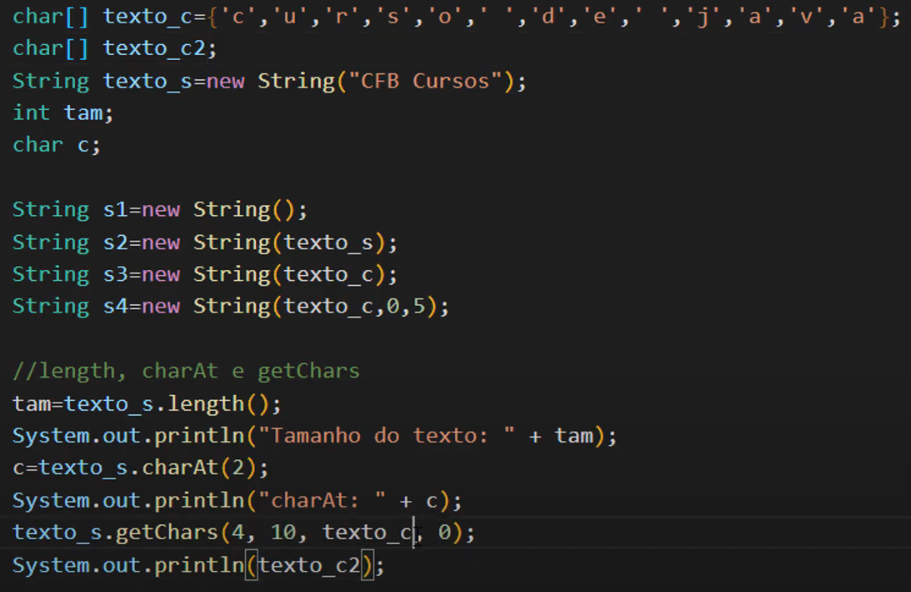 char[] texto_c={'c','u','r','s','o',' ','d','e',' ','j','a','v','a'};
char[] texto_c2;
String texto_s=new String("CFB Cursos");
int tam;
char c;
String s1=new String();
String s2=new String(texto_s);
String s3=new String(texto_c);
String s4=new String(texto_c,0,5);
//length, charAt e getChars
tam=texto_s.length();
System.out.println("Tamanho do texto: " + tam);
c=texto_s.charAt(2);
System.out.println("charAt: " + c);
texto_s.getChars(4, 10, texto_c, 0);
System.out.println(texto_c2);